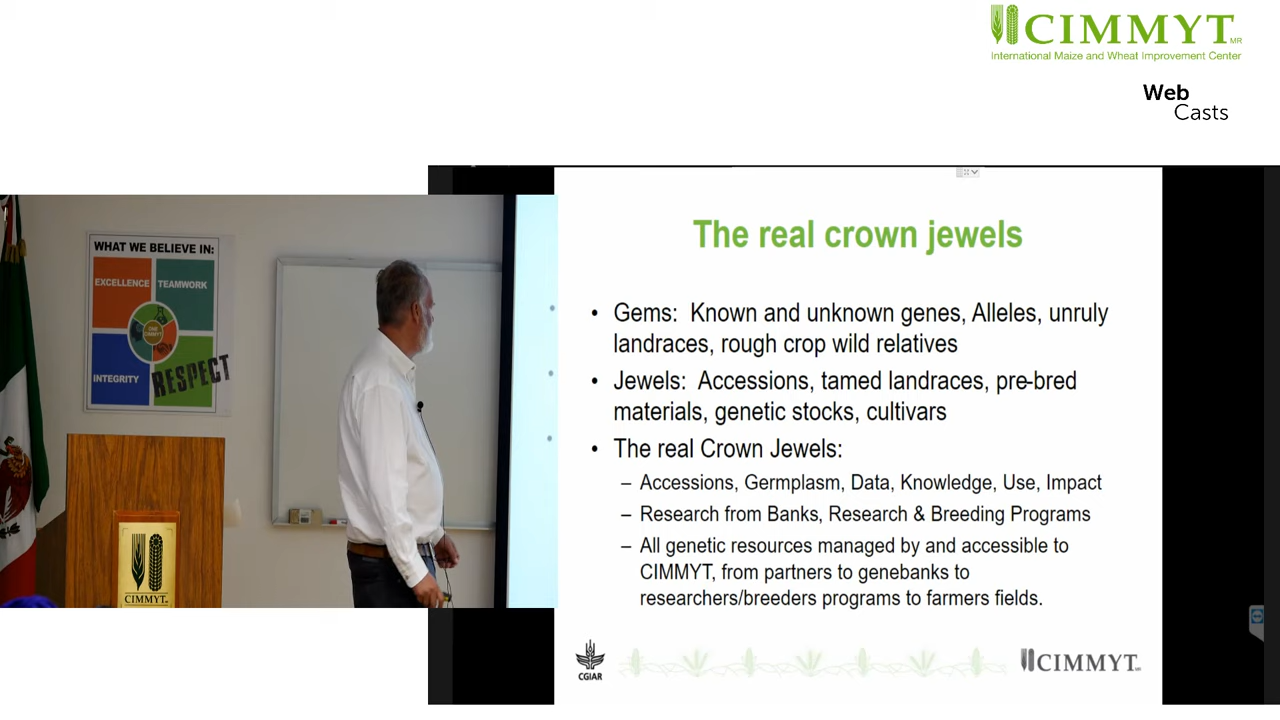 CIMMYT MR
International Maize and Wheat Improvement Center
Web
Casts
WHAT WE BELIEVE IN:
EXCELLENCE
TEAMWORK
ONE CIMMYT
INTEGRITY
RESPECT
CIMMYT
The real crown jewels
• Gems: Known and unknown genes, Alleles, unruly
landraces, rough crop wild relatives
• Jewels: Accessions, tamed landraces, pre-bred
materials, genetic stocks, cultivars
• The real Crown Jewels:
– Accessions, Germplasm, Data, Knowledge, Use, Impact
– Research from Banks, Research & Breeding Programs
– All genetic resources managed by and accessible to
CIMMYT, from partners to genebanks to
researchers/breeders programs to farmers fields.
CGIAR
CIMMYT